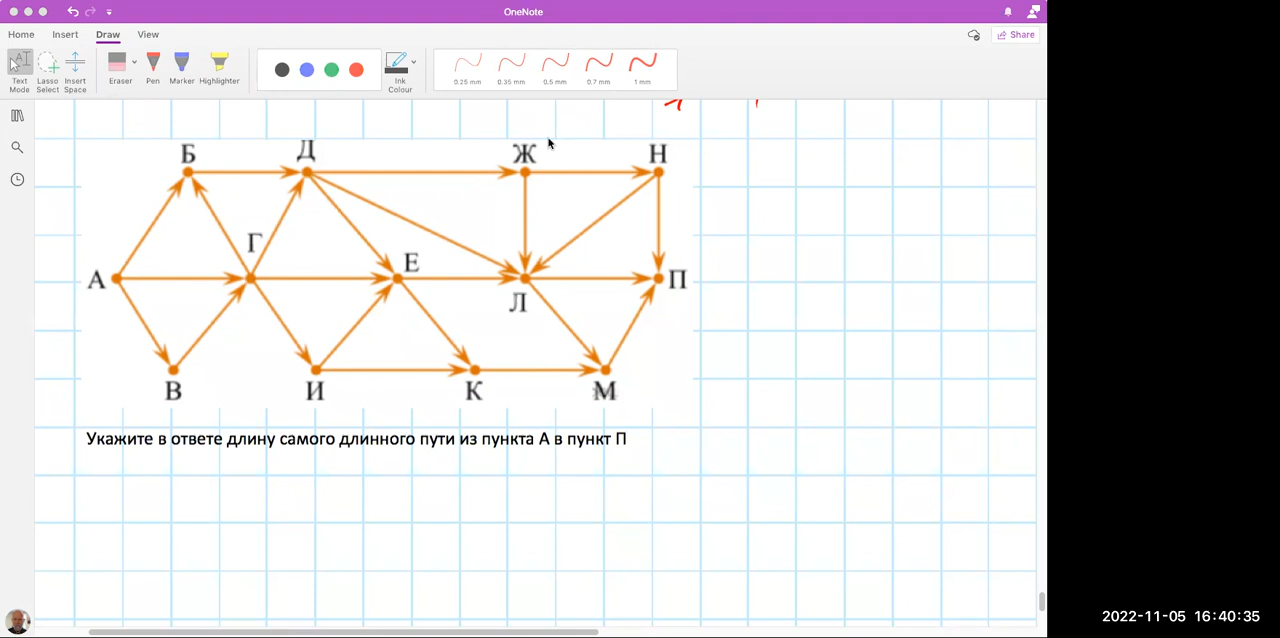 OneNote
Home Insert Draw View
Share
Text Mode
Lasso Select
Insert Space
Eraser
Pen
Marker
Highlighter
Ink Colour
0.25 mm
0.35 mm
0.5 mm
0.7 mm
1 mm
Б Д Ж Н
Г
Е
А
Л
П
В И К М
Укажите в ответе длину самого длинного пути из пункта А в пункт П
2022-11-05 16:40:35